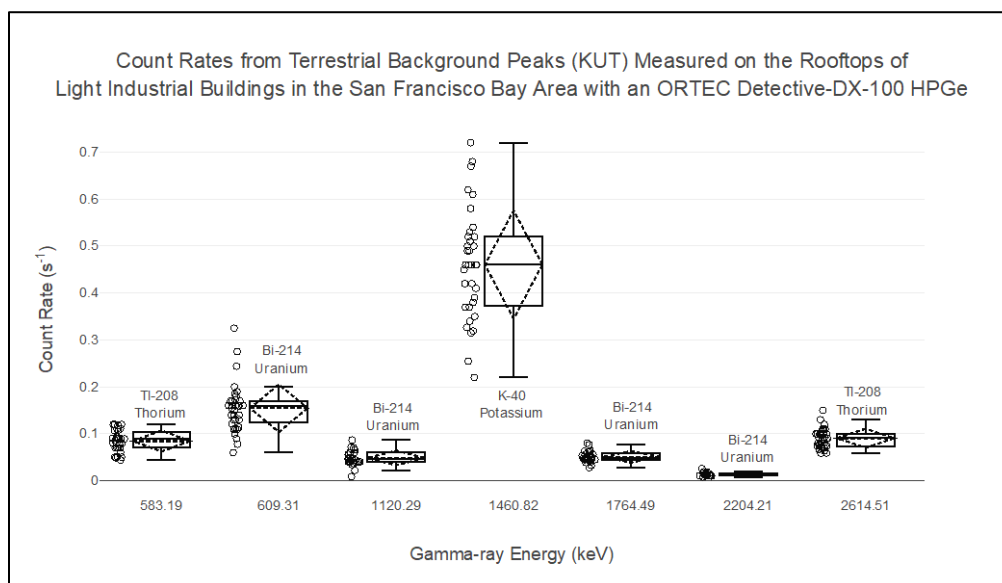 Count Rates from Terrestrial Background Peaks (KUT) Measured on the Rooftops of
Light Industrial Buildings in the San Francisco Bay Area with an ORTEC Detective-DX-100 HPGe
0.7
0.6
0.5
0.4
0.3
0.2
0.1
0
Count Rate (s⁻¹)
Tl-208
Thorium
Bi-214
Uranium
Bi-214
Uranium
K-40
Potassium
Bi-214
Uranium
Bi-214
Uranium
Tl-208
Thorium
583.19
609.31
1120.29
1460.82
1764.49
2204.21
2614.51
Gamma-ray Energy (keV)